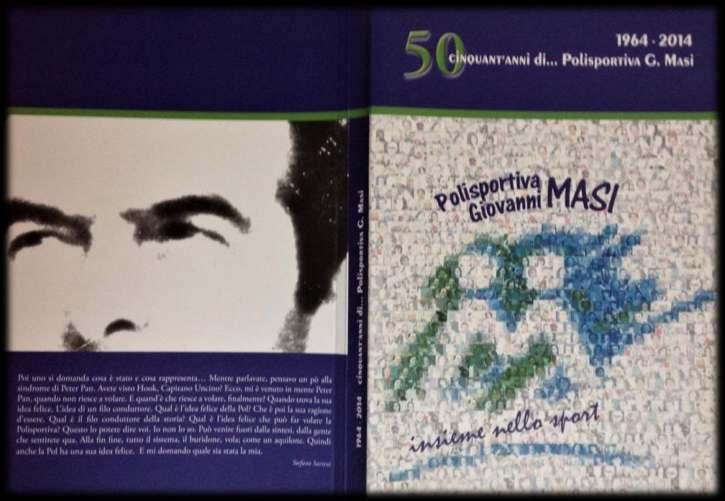 Poi uno si domanda cosa è stato e cosa rappresenta... Mentre parlavate, pensavo un pò alla
sindrome di Peter Pan. Avete visto Hook, Capitano Uncino? Ecco, mi è venuto in mente Peter
Pan, quando non riesce a volare. E quand'è che riesce a volare, finalmente? Quando trova la sua
idea felice. L'idea di un filo conduttore. Qual è l'idea felice della Pol? Che è poi la sua ragione
d'essere. Qual è il filo conduttore della storia? Qual è l'idea felice che può far volare la
Polisportiva? Questo lo potete dire voi. Io non lo so. Può venire fuori dalla sintesi, dalla gente
che sentirete qua. Alla fin fine, tutto il sistema, il buridone, vola: come un aquilone. Quindi
anche la Pol ha una sua idea felice. E mi domando quale sia stata la mia.
Stefano
1964 - 2014 cinquant'anni di... Polisportiva G. Masi
1964 - 2014
50 cinquant'anni di... Polisportiva G. Masi
Polisportiva
Giovanni MASI
insieme nello sport